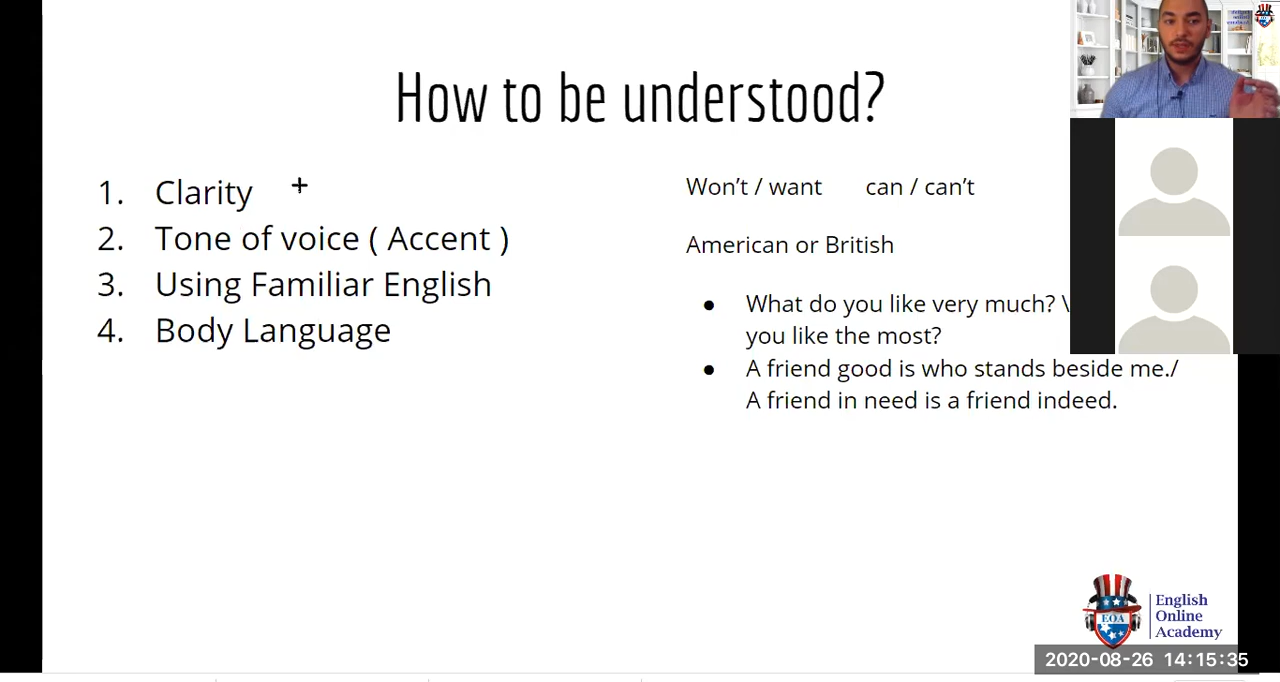 How to be understood?
1. Clarity
2. Tone of voice ( Accent )
3. Using Familiar English
4. Body Language
Won't / want can / can't
American or British
● What do you like very much? \
you like the most?
● A friend good is who stands beside me./
A friend in need is a friend indeed.
EOA
English
Online
Academy
2020-08-26 14:15:35